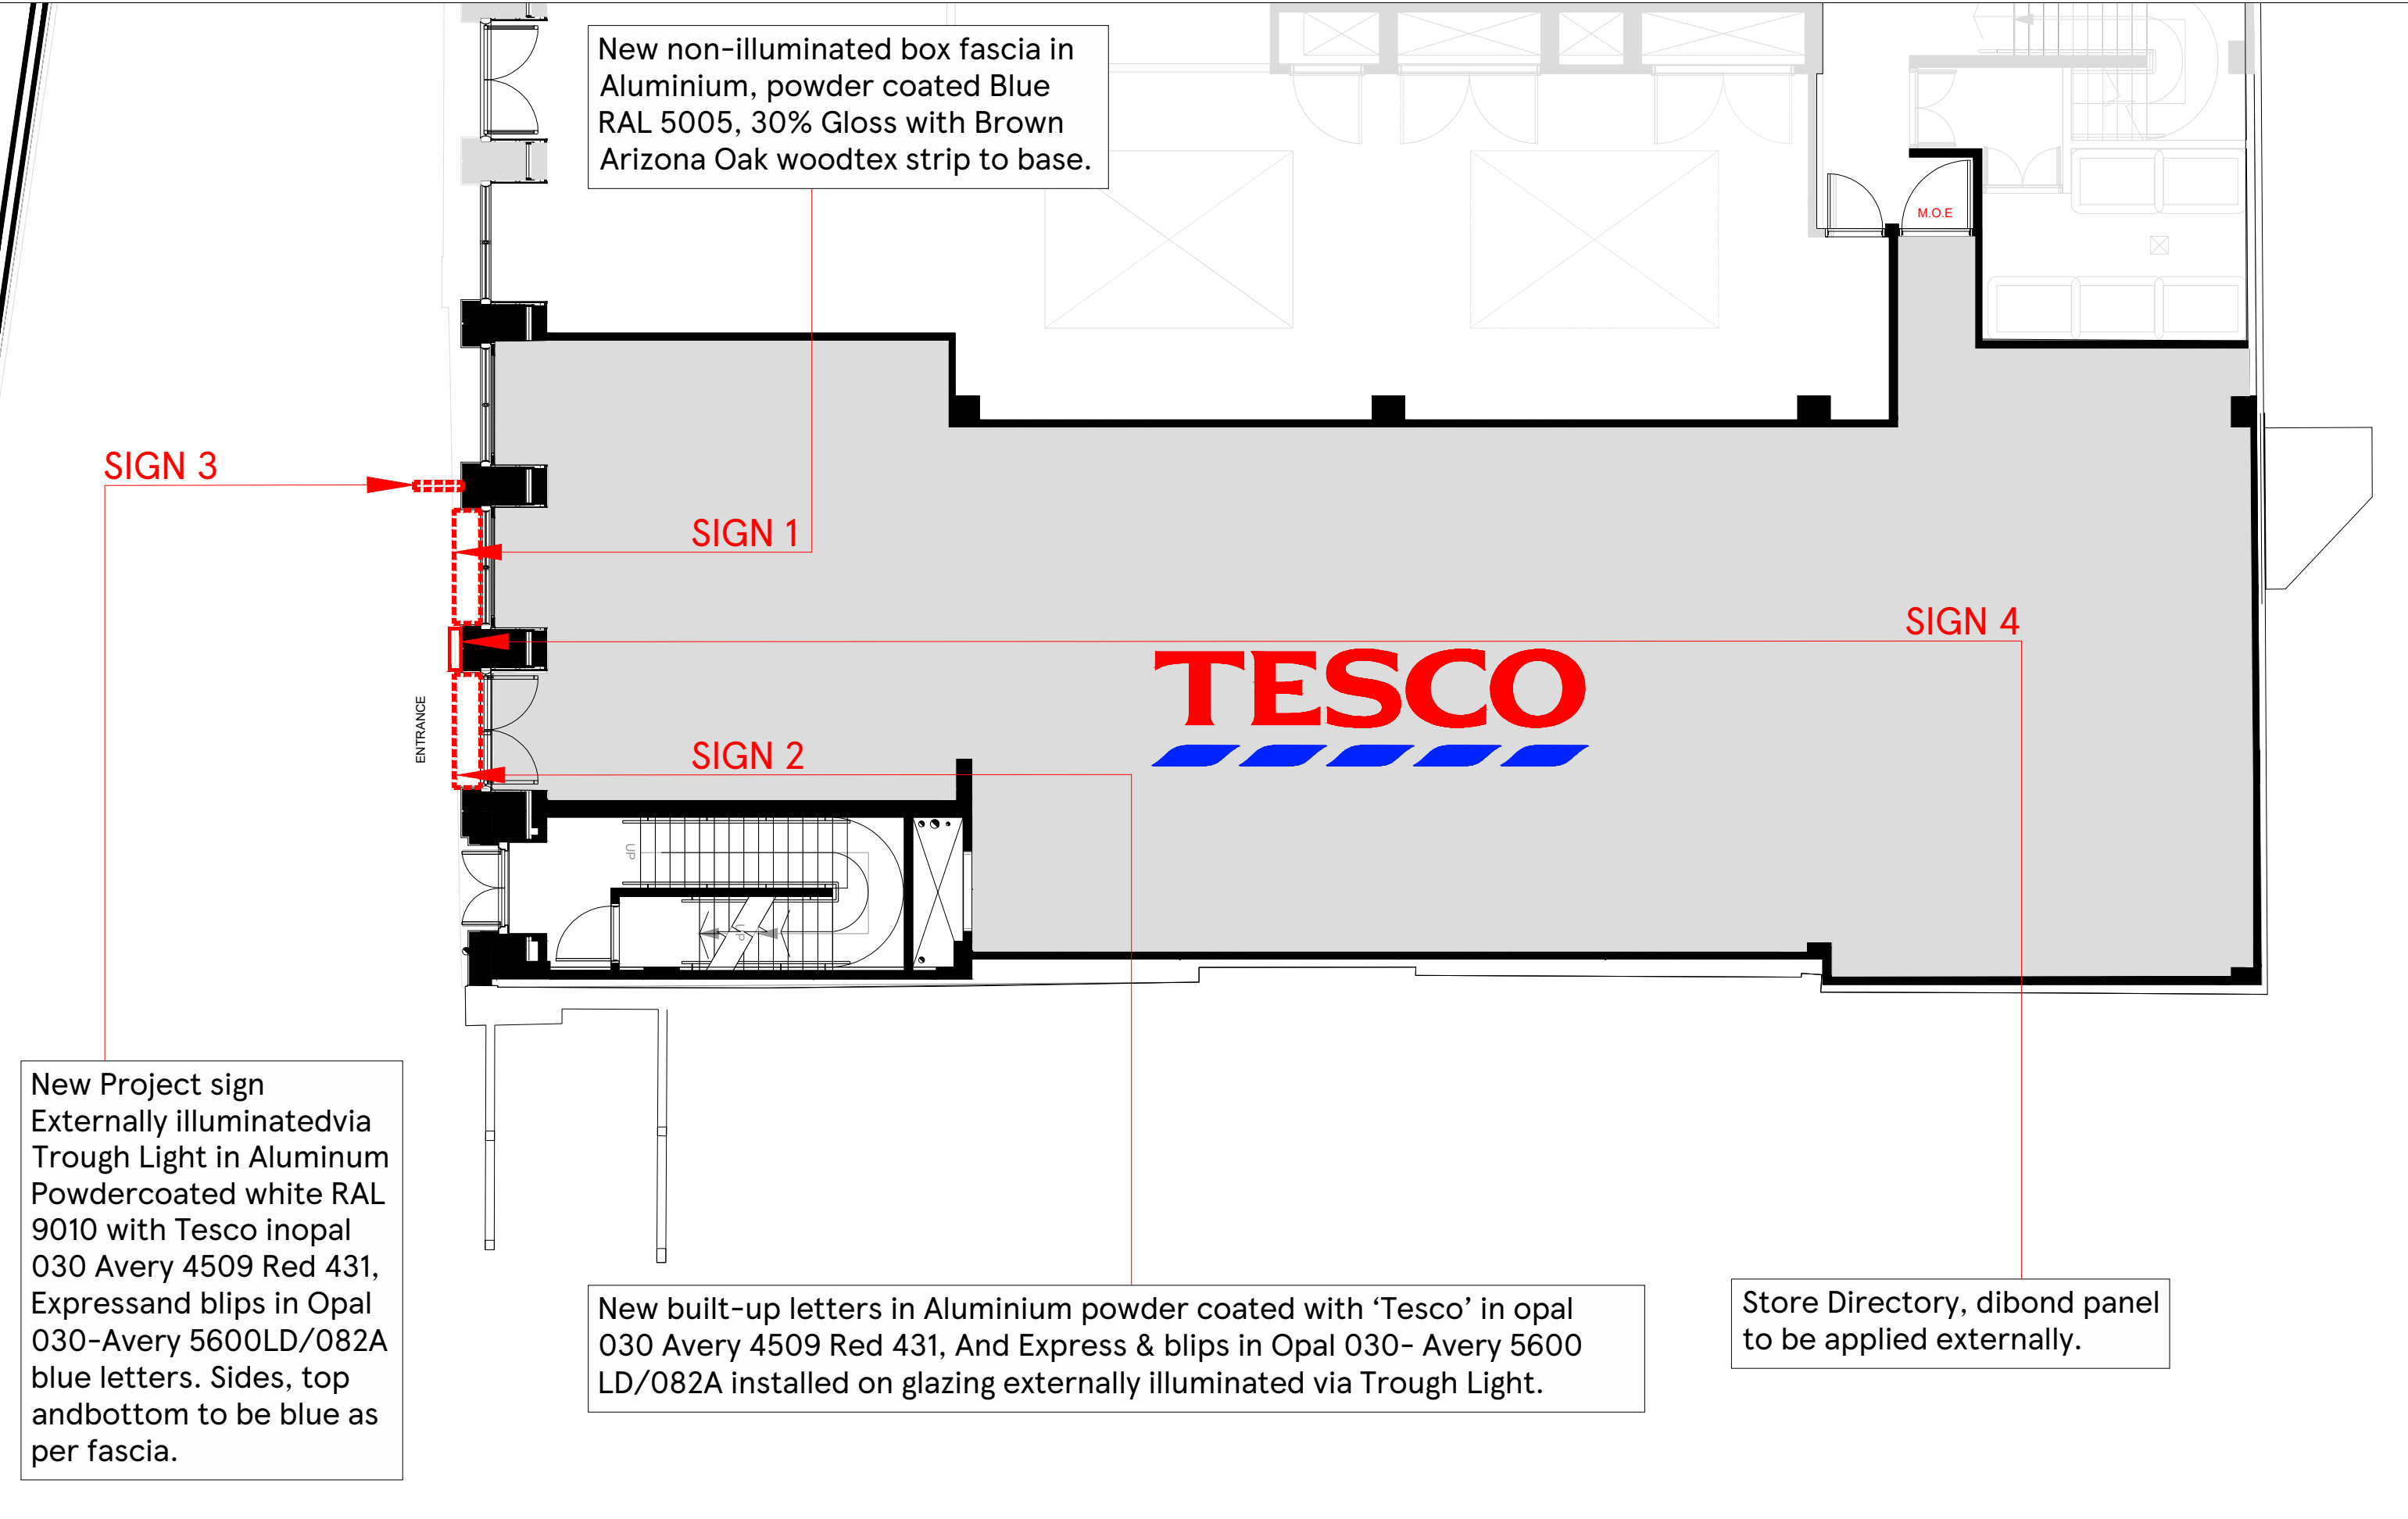 New non-illuminated box fascia in
Aluminium, powder coated Blue
RAL 5005, 30% Gloss with Brown
Arizona Oak woodtex strip to base.
M.O.E
SIGN 3
SIGN 1
SIGN 4
TESCO
ENTRANCE
SIGN 2
UP
UP
New Project sign
Externally illuminatedvia
Trough Light in Aluminum
Powdercoated white RAL
9010 with Tesco inopal
030 Avery 4509 Red 431,
Expressand blips in Opal
030-Avery 5600LD/082A
blue letters. Sides, top
andbottom to be blue as
per fascia.
New built-up letters in Aluminium powder coated with ‘Tesco’ in opal
030 Avery 4509 Red 431, And Express & blips in Opal 030- Avery 5600
LD/082A installed on glazing externally illuminated via Trough Light.
Store Directory, dibond panel
to be applied externally.